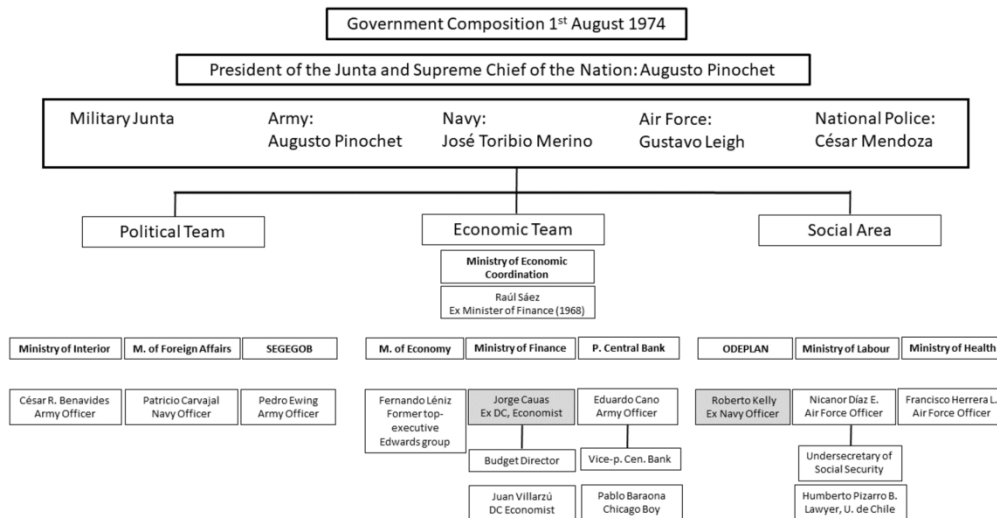 Government Composition 1st August 1974
President of the Junta and Supreme Chief of the Nation: Augusto Pinochet
Military Junta
Army:
Augusto Pinochet
Navy:
José Toribio Merino
Air Force:
Gustavo Leigh
National Police:
César Mendoza
Political Team
Economic Team
Social Area
Ministry of Economic
Coordination
Raúl Sáez
Ex Minister of Finance (1968)
Ministry of Interior
M. of Foreign Affairs
SEGEGOB
M. of Economy
Ministry of Finance
P. Central Bank
ODEPLAN
Ministry of Labour
Ministry of Health
César R. Benavides
Army Officer
Patricio Carvajal
Navy Officer
Pedro Ewing
Army Officer
Fernando Léniz
Former top-
executive
Edwards group
Jorge Cauas
Ex DC, Economist
Eduardo Cano
Army Officer
Roberto Kelly
Ex Navy Officer
Nicanor Díaz E.
Air Force Officer
Francisco Herrera L.
Air Force Officer
Budget Director
Vice-p. Cen. Bank
Undersecretary of
Social Security
Juan Villarzú
DC Economist
Pablo Baraona
Chicago Boy
Humberto Pizarro B.
Lawyer, U. de Chile